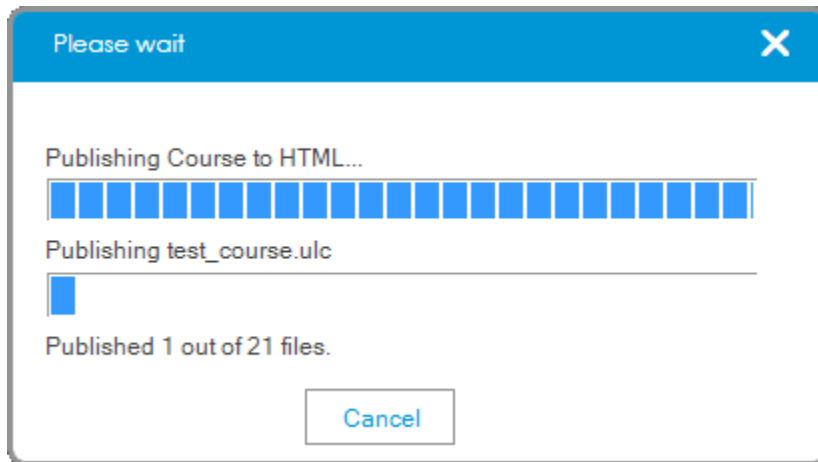 Please wait
Publishing Course to HTML...
Publishing test_course.ulc
Published 1 out of 21 files.
Cancel